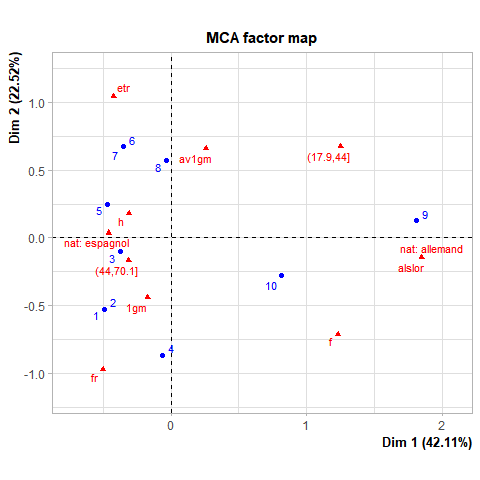 MCA factor map
Dim 2 (22.52%)
1.0
0.5
0.0
-0.5
-1.0
etr
6
7
8
av1gm
(17.9,44]
5
h
9
nat: espagnol
nat: allemand
3
(44,70.1]
alslor
10
2
1
1gm
f
4
fr
0
1
2
Dim 1 (42.11%)